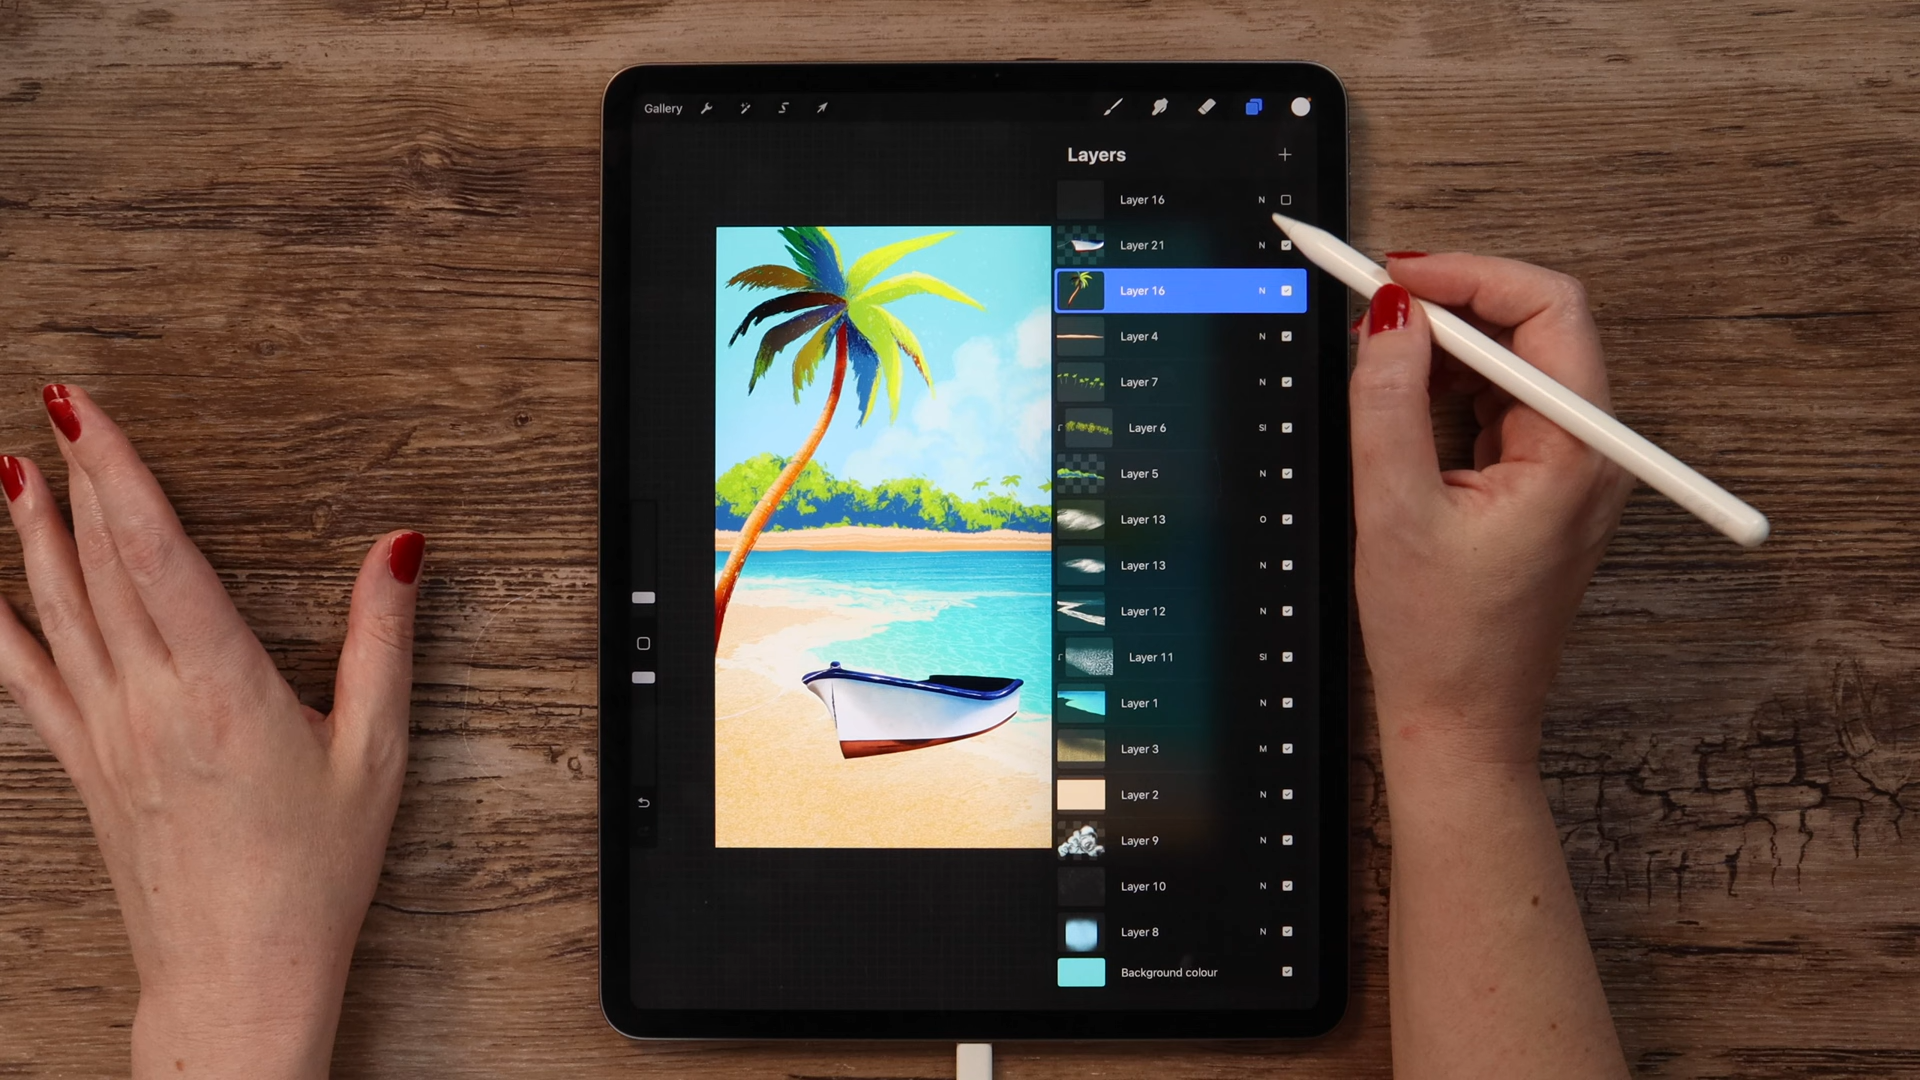 Gallery
Layers
Layer 16 N
Layer 21 N
Layer 16 N
Layer 4 N
Layer 7 N
Layer 6 Sl
Layer 5 N
Layer 13 O
Layer 13 N
Layer 12 N
Layer 11 Sl
Layer 1 N
Layer 3 M
Layer 2 N
Layer 9 N
Layer 10 N
Layer 8 N
Background colour